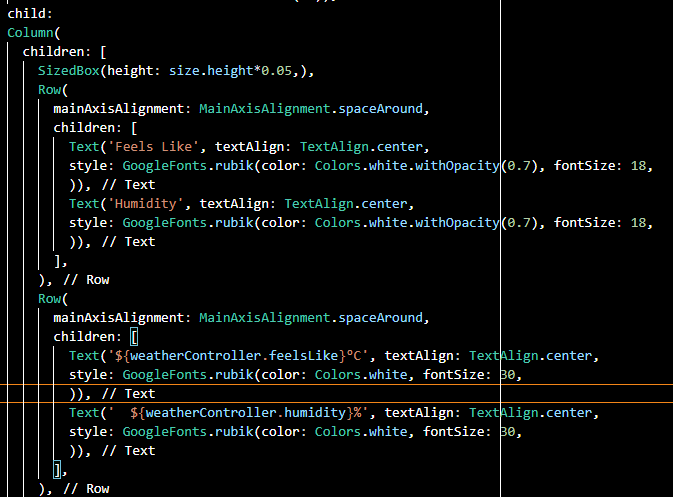 child:
Column(
children: [
SizedBox(height: size.height*0.05,),
Row(
mainAxisAlignment: MainAxisAlignment.spaceAround,
children: [
Text('Feels Like', textAlign: TextAlign.center,
style: GoogleFonts.rubik(color: Colors.white.withOpacity(0.7), fontSize: 18,
)), // Text
Text('Humidity', textAlign: TextAlign.center,
style: GoogleFonts.rubik(color: Colors.white.withOpacity(0.7), fontSize: 18,
)), // Text
],
), // Row
Row(
mainAxisAlignment: MainAxisAlignment.spaceAround,
children: [
Text('${weatherController.feelsLike}°C', textAlign: TextAlign.center,
style: GoogleFonts.rubik(color: Colors.white, fontSize: 30,
)), // Text
Text('  ${weatherController.humidity}%', textAlign: TextAlign.center,
style: GoogleFonts.rubik(color: Colors.white, fontSize: 30,
)), // Text
],
), // Row